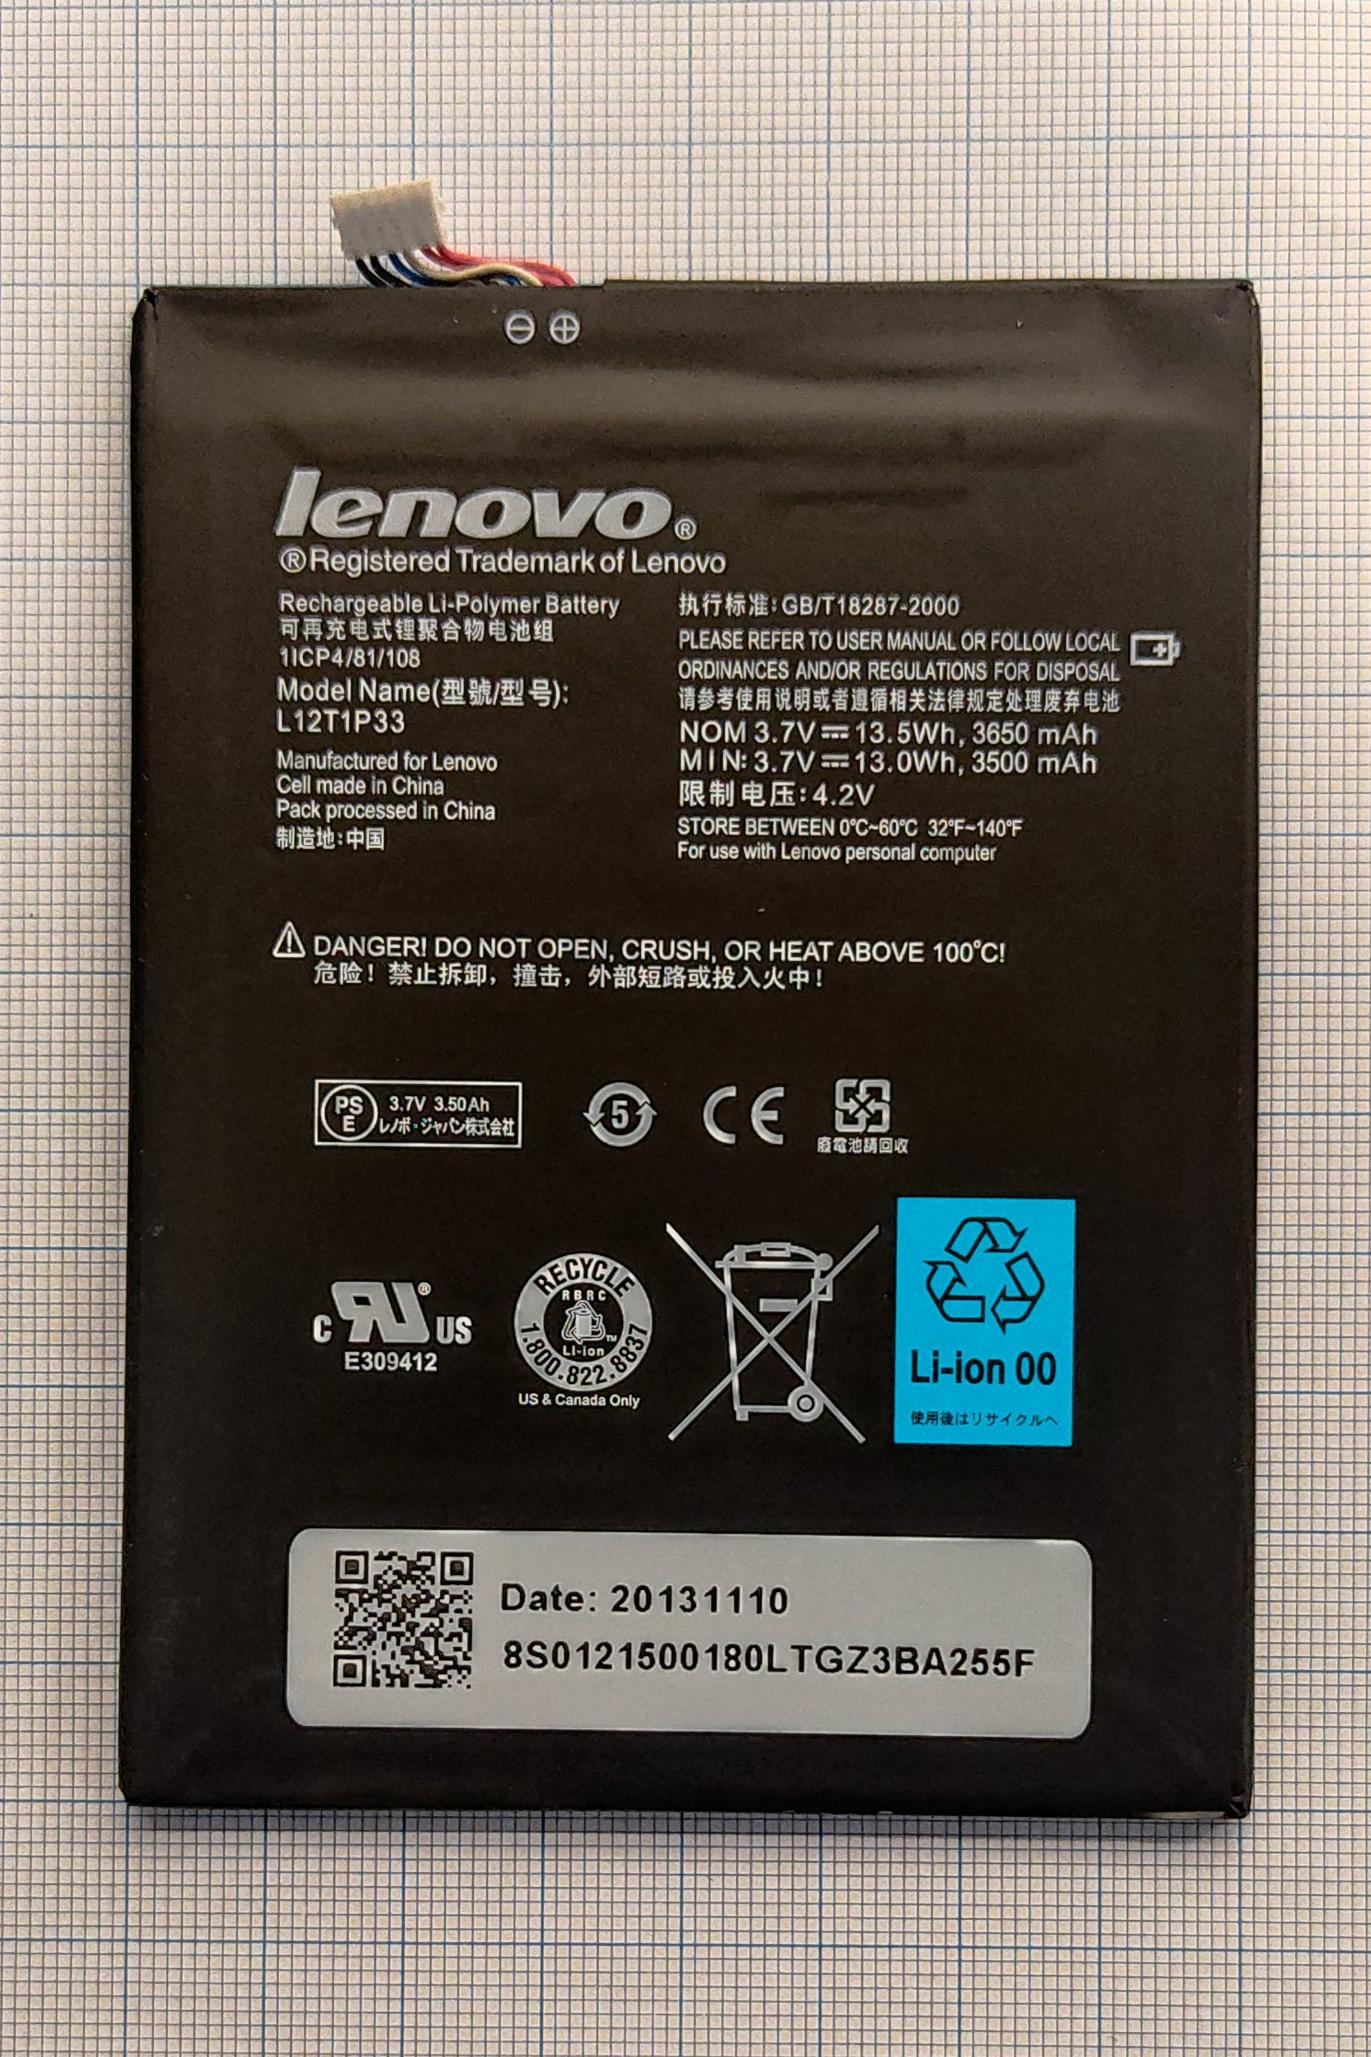 lenovo®
®Registered Trademark of Lenovo
Rechargeable Li-Polymer Battery
可再充电式锂聚合物电池组
1ICP4/81/108
Model Name(型號/型号):
L12T1P33
Manufactured for Lenovo
Cell made in China
Pack processed in China
制造地:中国
执行标准:GB/T18287-2000
PLEASE REFER TO USER MANUAL OR FOLLOW LOCAL
ORDINANCES AND/OR REGULATIONS FOR DISPOSAL
请参考使用说明或者遵循相关法律规定处理废弃电池
NOM 3.7V⎓13.5Wh, 3650 mAh
MIN: 3.7V⎓13.0Wh, 3500 mAh
限制电压:4.2V
STORE BETWEEN 0°C~60°C 32°F~140°F
For use with Lenovo personal computer
⚠ DANGER! DO NOT OPEN, CRUSH, OR HEAT ABOVE 100°C!
危险！禁止拆卸，撞击，外部短路或投入火中！
PS
E
3.7V 3.50Ah
レノボ・ジャパン株式会社
5
CE
廢電池請回收
c RU® US
E309412
RECYCLE
RBRC
Li-ion
TM
1.800.822.8837
US & Canada Only
Li-ion 00
使用後はリサイクルへ
Date: 20131110
8S0121500180LTGZ3BA255F